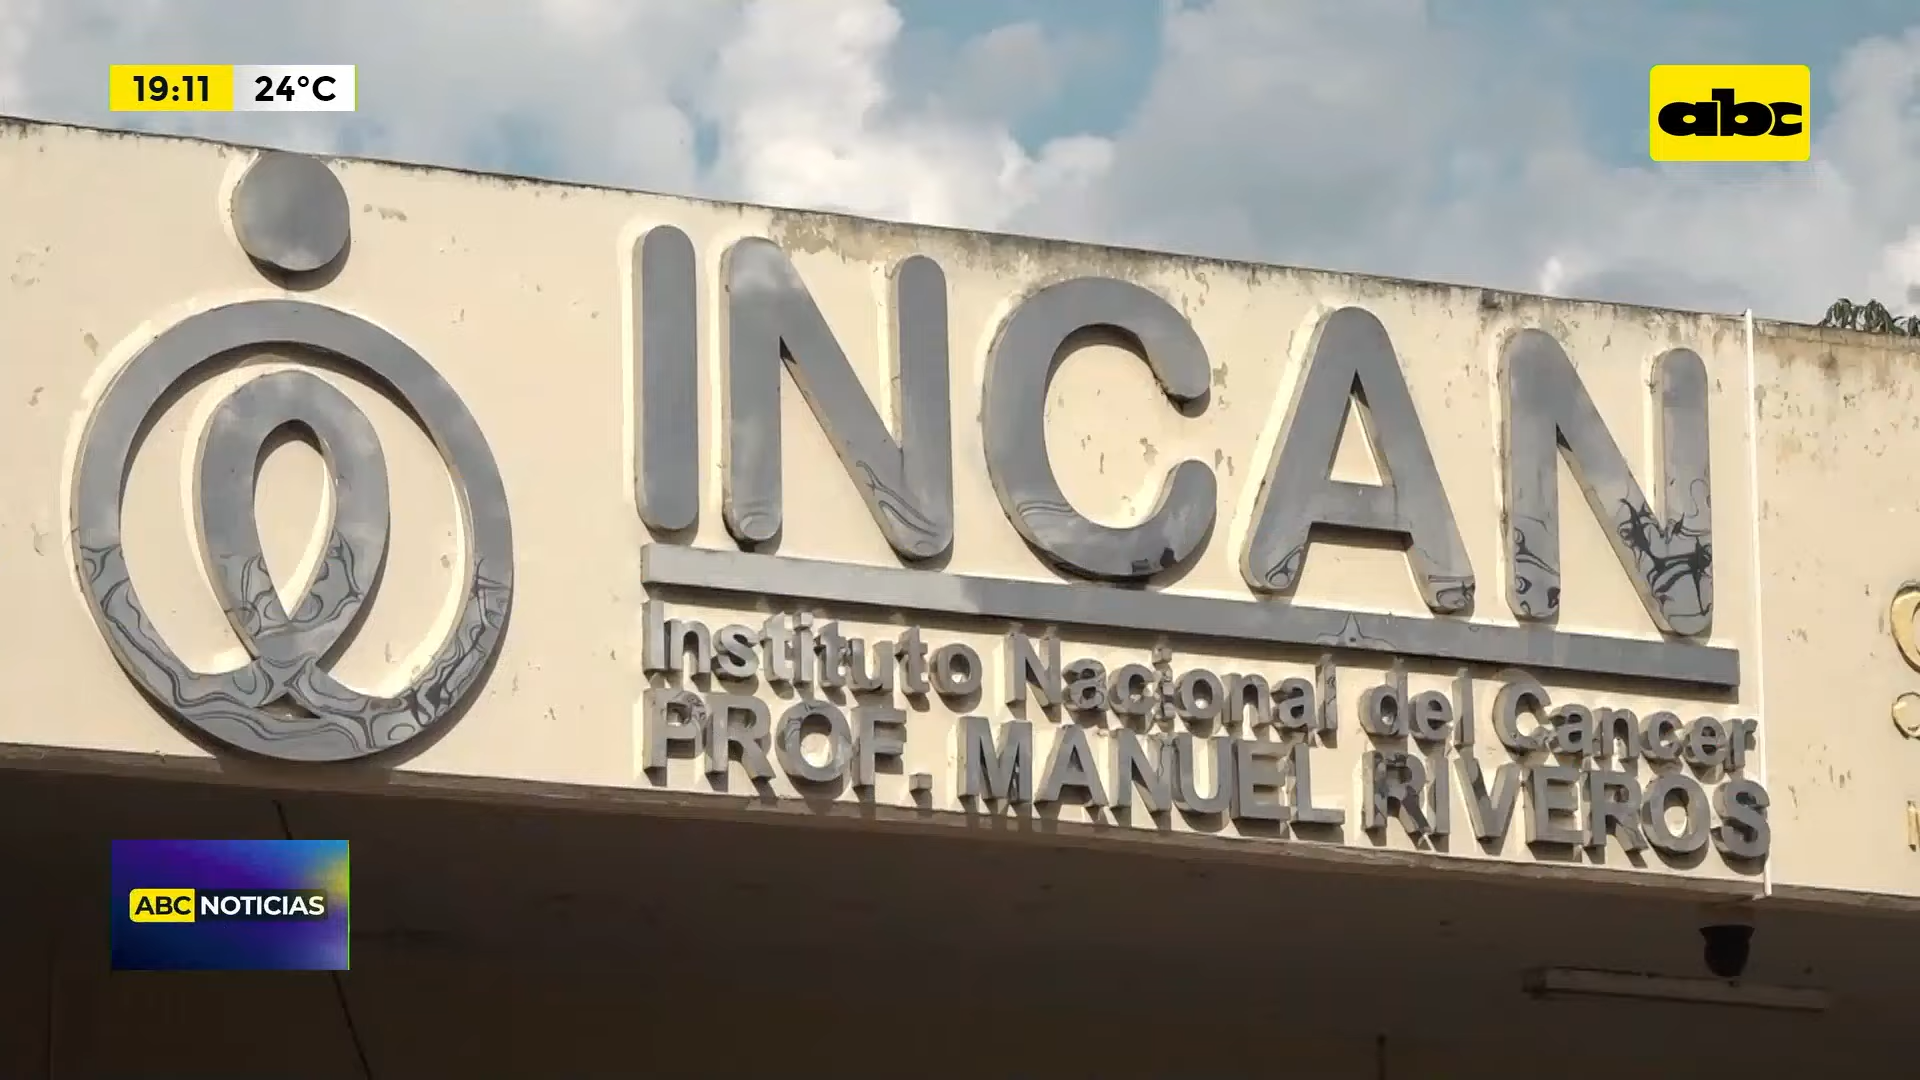 19:11 24°C
abc
INCAN
Instituto Nacional del Cancer
PROF. MANUEL RIVEROS
ABC NOTICIAS